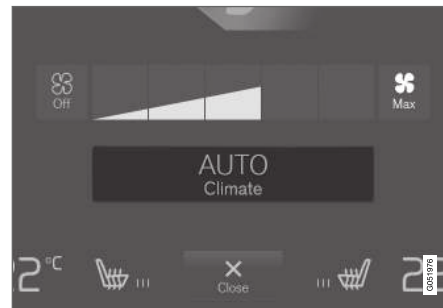 Off
Max
AUTO
Climate
2°C
Close
2
G051976